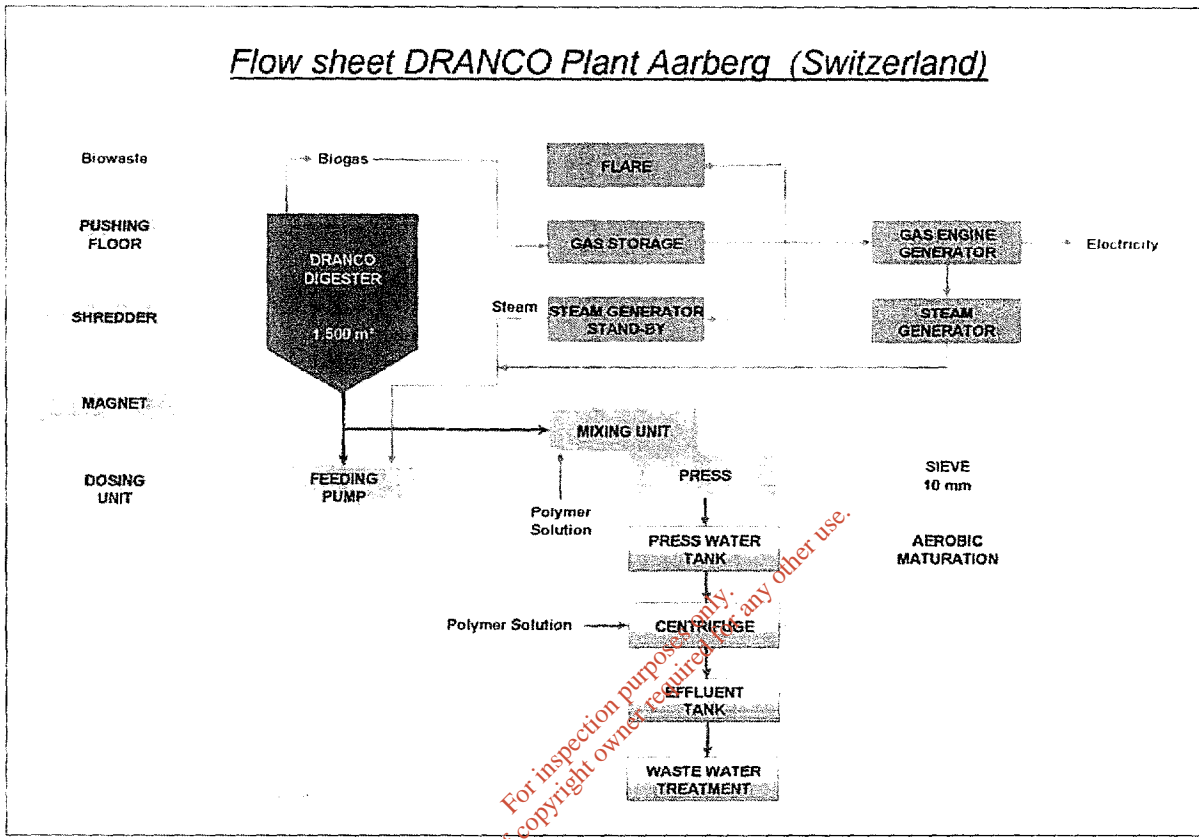 Flow sheet DRANCO Plant Aarberg (Switzerland)
Biowaste
Biogas
FLARE
PUSHING
FLOOR
DRANCO
DIGESTER
1.500 m³
GAS STORAGE
GAS ENGINE
GENERATOR
Electricity
SHREDDER
Steam
STEAM GENERATOR
STAND-BY
STEAM
GENERATOR
MAGNET
MIXING UNIT
DOSING
UNIT
FEEDING
PUMP
Polymer
Solution
PRESS
SIEVE
10 mm
PRESS WATER
TANK
AEROBIC
MATURATION
Polymer Solution
CENTRIFUGE
EFFLUENT
TANK
WASTE WATER
TREATMENT
For inspection purposes only.
copyright owner required for any other use.